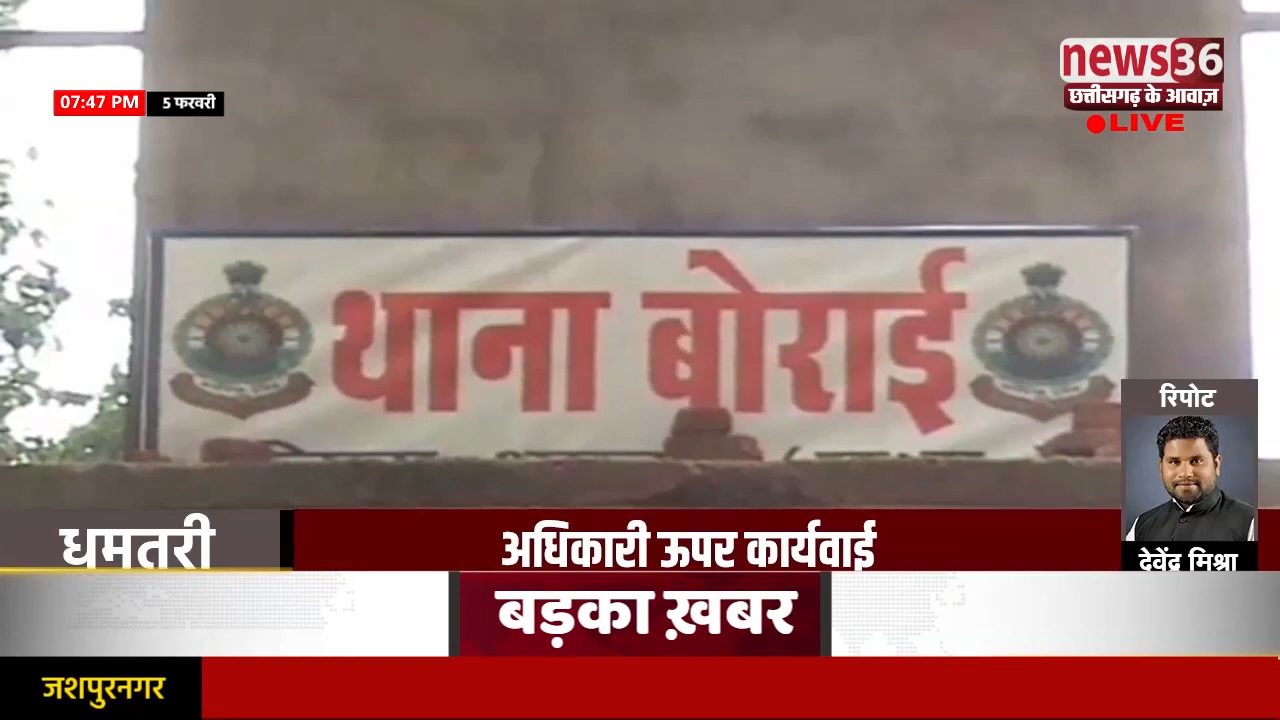 news36
छत्तीसगढ़ के आवाज़
LIVE
07:47 PM 5 फरवरी
थाना बोराई
रिपोट
देवेंद्र मिश्रा
धमतरी
अधिकारी ऊपर कार्यवाई
बड़का ख़बर
जशपुरनगर